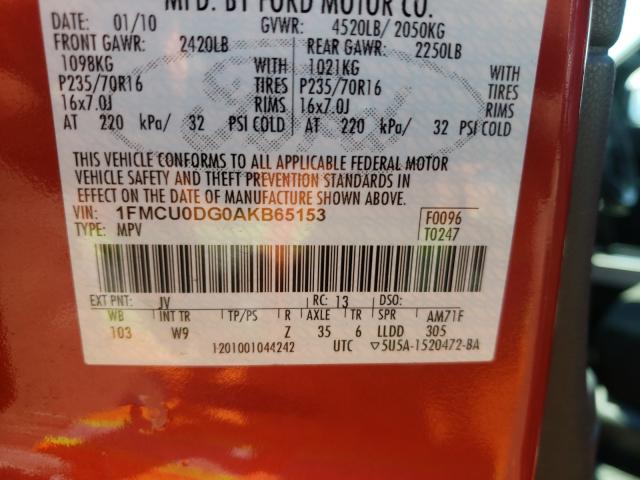 MFD. BY FORD MOTOR CO.
DATE: 01/10 GVWR: 4520LB/ 2050KG
FRONT GAWR: 2420LB REAR GAWR: 2250LB
1098KG WITH 1021KG WITH
P235/70R16 TIRES P235/70R16 TIRES
16x7.0J RIMS 16x7.0J RIMS
AT 220 kPa/ 32 PSI COLD AT 220 kPa/ 32 PSI COLD
THIS VEHICLE CONFORMS TO ALL APPLICABLE FEDERAL MOTOR
VEHICLE SAFETY AND THEFT PREVENTION STANDARDS IN
EFFECT ON THE DATE OF MANUFACTURE SHOWN ABOVE.
VIN: 1FMCU0DG0AKB65153 F0096
TYPE: MPV T0247
EXT PNT: JV RC: 13 DSO:
WB INT TR TP/PS R AXLE TR SPR AM71F
103 W9 Z 35 6 LLDD 305
1201001044242 UTC ▽5U5A-1520472-BA
Ford